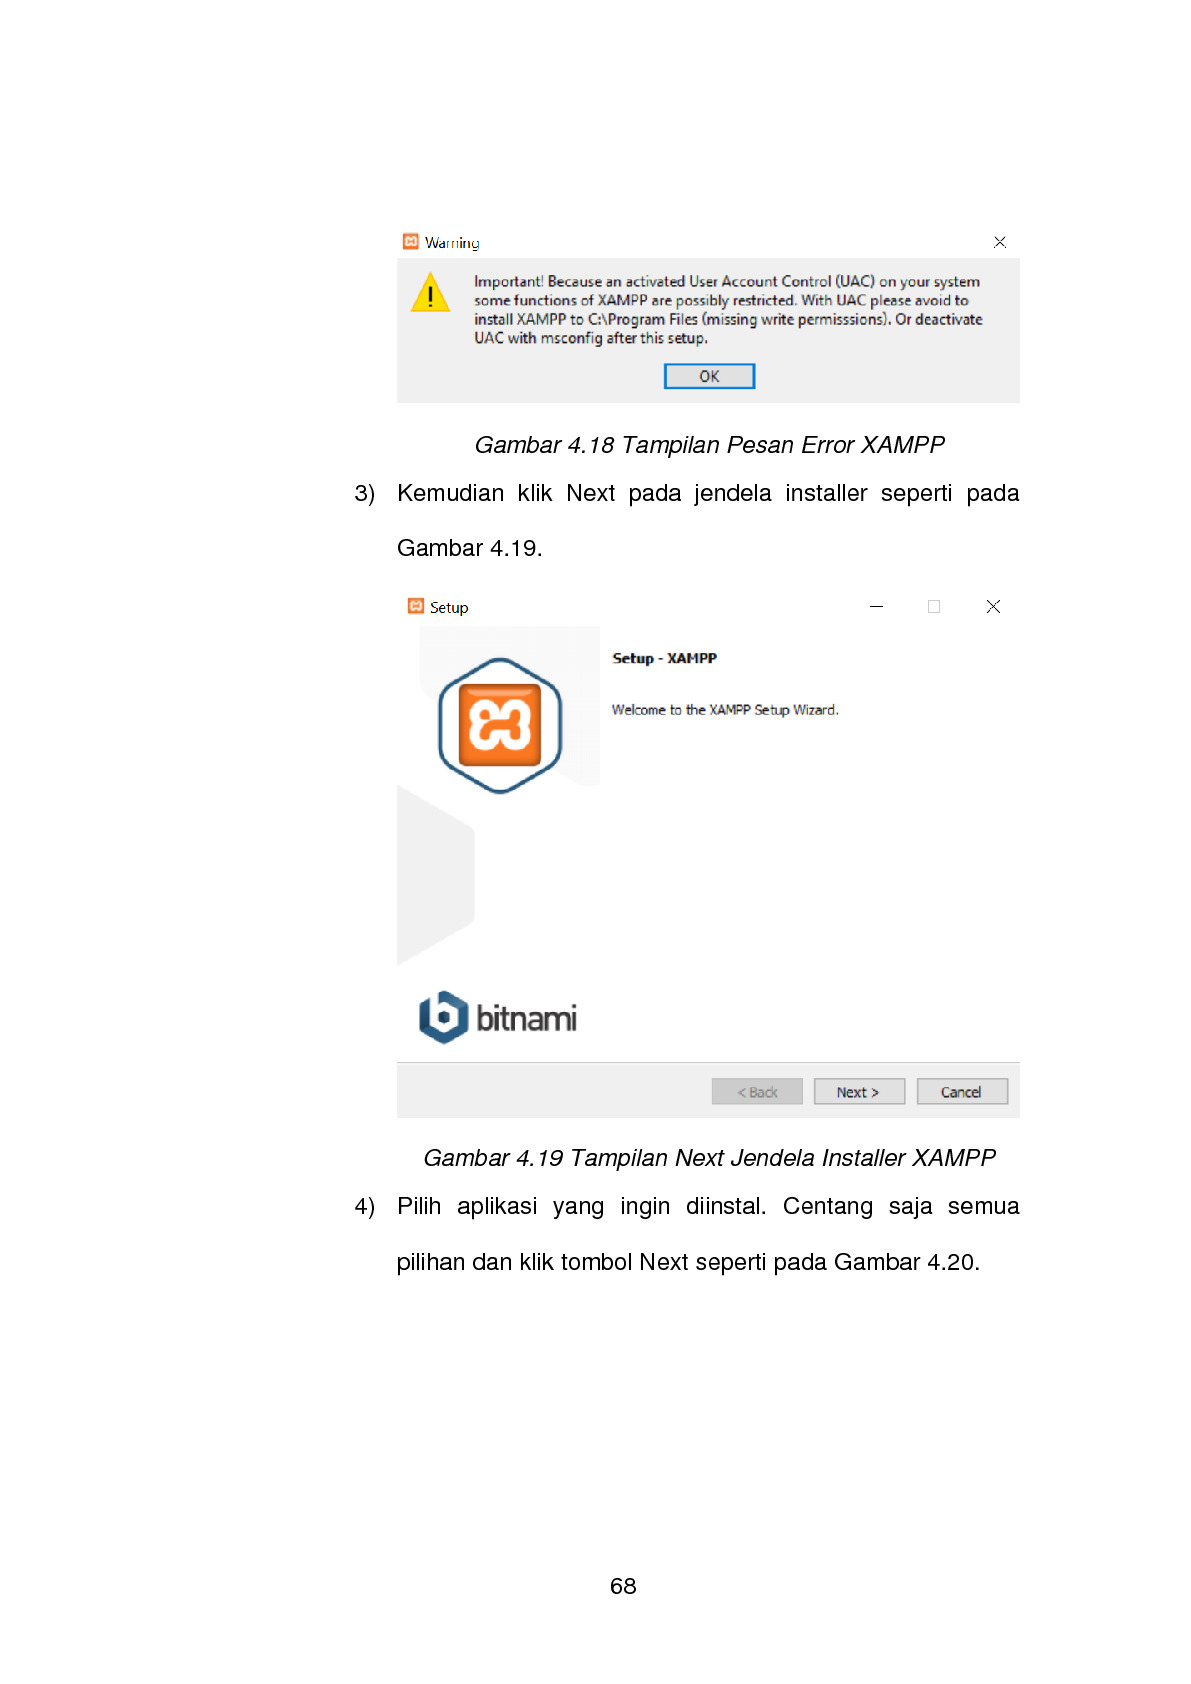 Warning
Important! Because an activated User Account Control (UAC) on your system
some functions of XAMPP are possibly restricted. With UAC please avoid to
install XAMPP to C:\Program Files (missing write permisssions). Or deactivate
UAC with msconfig after this setup.
OK
Gambar 4.18 Tampilan Pesan Error XAMPP
3) Kemudian klik Next pada jendela installer seperti pada
Gambar 4.19.
Setup
Setup - XAMPP
Welcome to the XAMPP Setup Wizard.
bitnami
< Back Next > Cancel
Gambar 4.19 Tampilan Next Jendela Installer XAMPP
4) Pilih aplikasi yang ingin diinstal. Centang saja semua
pilihan dan klik tombol Next seperti pada Gambar 4.20.
68